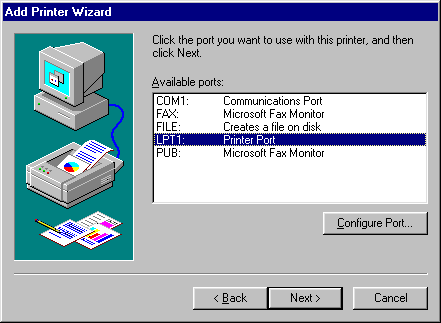 Add Printer Wizard
Click the port you want to use with this printer, and then
click Next.
Available ports:
COM1: Communications Port
FAX: Microsoft Fax Monitor
FILE: Creates a file on disk
LPT1: Printer Port
PUB: Microsoft Fax Monitor
Configure Port...
< Back
Next >
Cancel